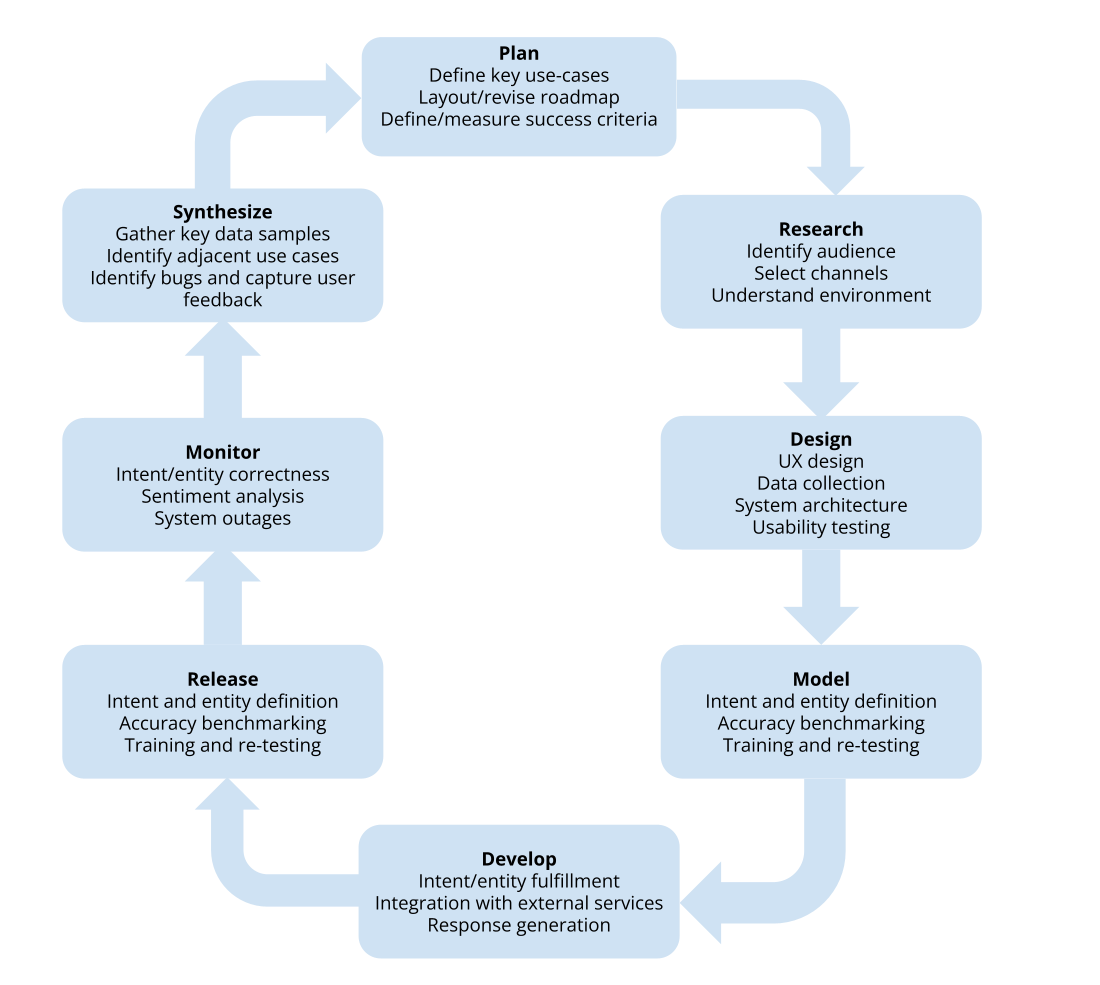 Plan
Define key use-cases
Layout/revise roadmap
Define/measure success criteria
Research
Identify audience
Select channels
Understand environment
Design
UX design
Data collection
System architecture
Usability testing
Model
Intent and entity definition
Accuracy benchmarking
Training and re-testing
Develop
Intent/entity fulfillment
Integration with external services
Response generation
Release
Intent and entity definition
Accuracy benchmarking
Training and re-testing
Monitor
Intent/entity correctness
Sentiment analysis
System outages
Synthesize
Gather key data samples
Identify adjacent use cases
Identify bugs and capture user
feedback